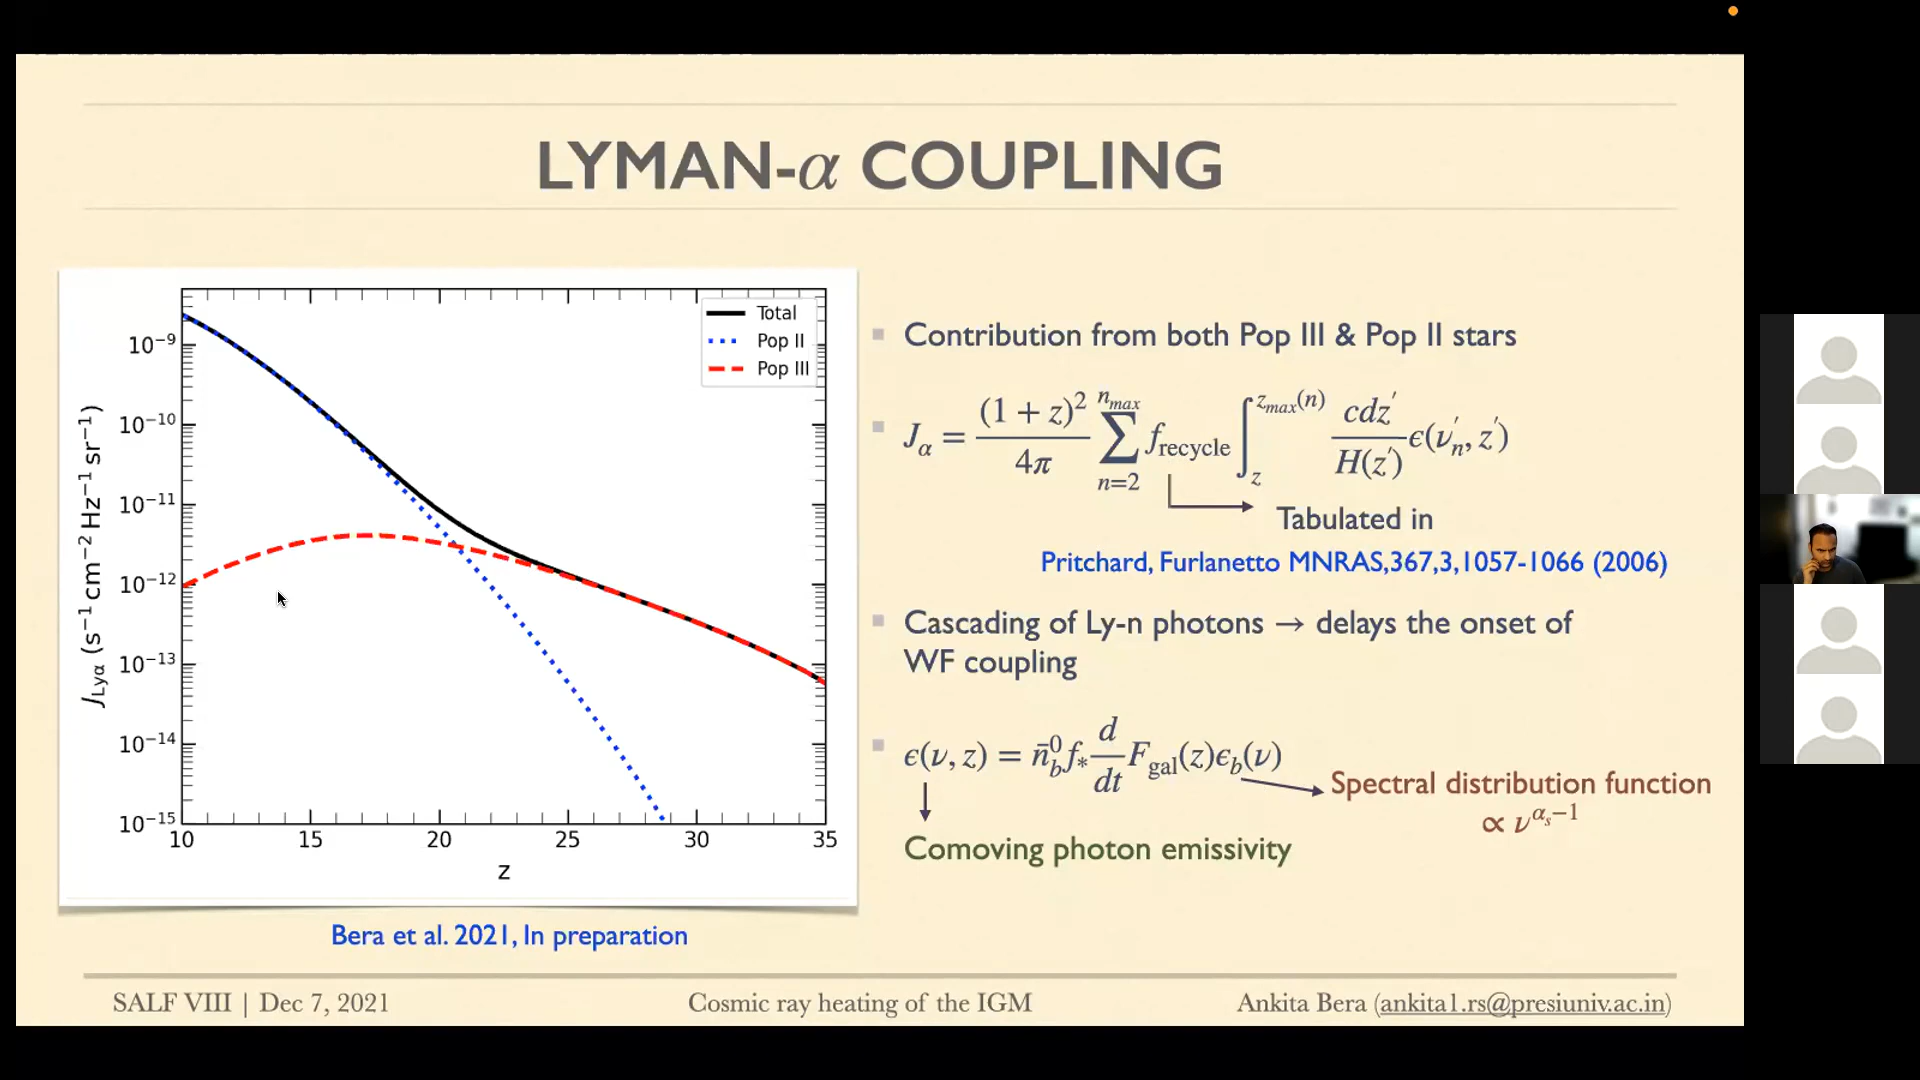 LYMAN-α COUPLING
Total
Pop II
Pop III
10⁻⁹
10⁻¹⁰
10⁻¹¹
10⁻¹²
10⁻¹³
10⁻¹⁴
10⁻¹⁵
J_Lyα (s⁻¹ cm⁻² Hz⁻¹ sr⁻¹)
10 15 20 25 30 35
z
Bera et al. 2021, In preparation
Contribution from both Pop III & Pop II stars
J_α = (1 + z)²/4π ∑_{n=2}^{n_max} f_recycle ∫_z^{z_max(n)} cdz′/H(z′) ϵ(ν′_n, z′)
Tabulated in
Pritchard, Furlanetto MNRAS,367,3,1057-1066 (2006)
Cascading of Ly-n photons → delays the onset of
WF coupling
ϵ(ν, z) = n̄_b^0 f_* d/dt F_gal(z)ϵ_b(ν)
Spectral distribution function
∝ ν^{α_s−1}
Comoving photon emissivity
SALF VIII | Dec 7, 2021
Cosmic ray heating of the IGM
Ankita Bera (ankita1.rs@presiuniv.ac.in)